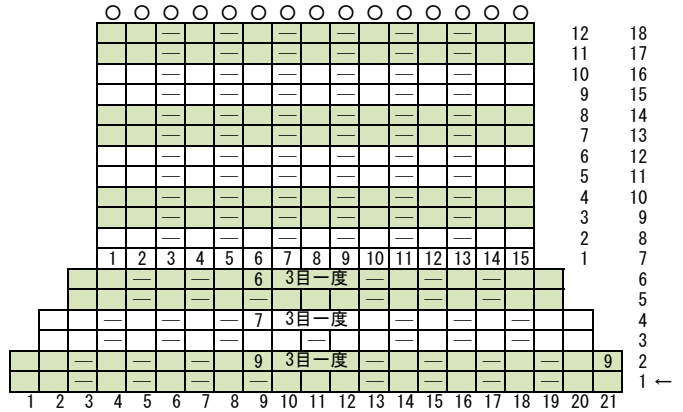 ○ ○ ○ ○ ○ ○ ○ ○ ○ ○ ○ ○ ○ ○ ○
― ― ― ― ― ― 12 18
― ― ― ― ― ― 11 17
― ― ― ― ― ― 10 16
― ― ― ― ― ― 9 15
― ― ― ― ― ― 8 14
― ― ― ― ― ― 7 13
― ― ― ― ― ― 6 12
― ― ― ― ― ― 5 11
― ― ― ― ― ― 4 10
― ― ― ― ― ― 3 9
― ― ― ― ― ― 2 8
1 2 3 4 5 6 7 8 9 10 11 12 13 14 15 1 7
― ― 6 3目一度 ― ― ― 6
― ― ― ― ― ― 5
― ― ― 7 3目一度 ― ― ― 4
― ― ― ― ― ― ― 3
― ― ― 9 3目一度 ― ― ― ― 9 2
― ― ― ― ― ― ― ― 1 ←
1 2 3 4 5 6 7 8 9 10 11 12 13 14 15 16 17 18 19 20 21